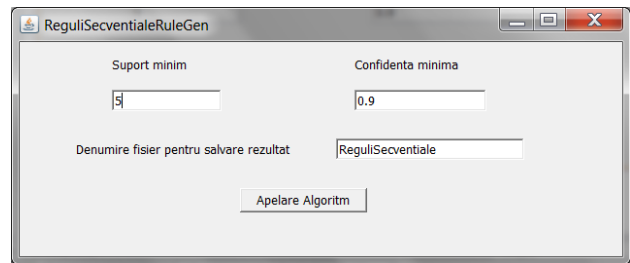 ReguliSecventialeRuleGen
Suport minim Confidenta minima
5 0.9
Denumire fisier pentru salvare rezultat ReguliSecventiale
Apelare Algoritm